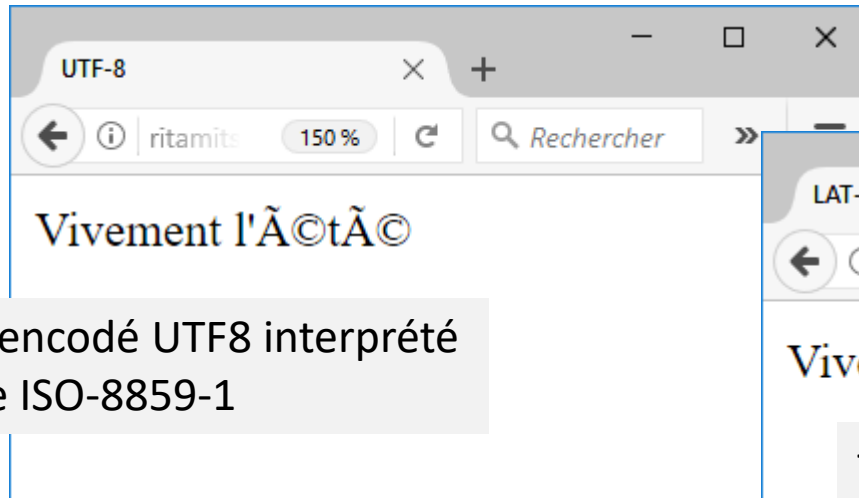 UTF-8
ritamits
150 %
Rechercher
Vivement l'Ã©tÃ©
encodé UTF8 interprété
e ISO-8859-1
LAT-
Vive